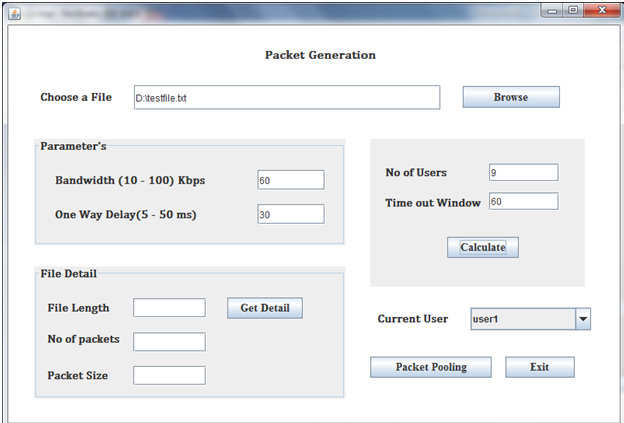 Packet Generation
Choose a File
D:\testfile.txt
Browse
Parameter's
Bandwidth (10 - 100) Kbps
60
One Way Delay(5 - 50 ms)
30
No of Users
9
Time out Window
60
Calculate
File Detail
File Length
Get Detail
No of packets
Packet Size
Current User
user1
Packet Pooling
Exit